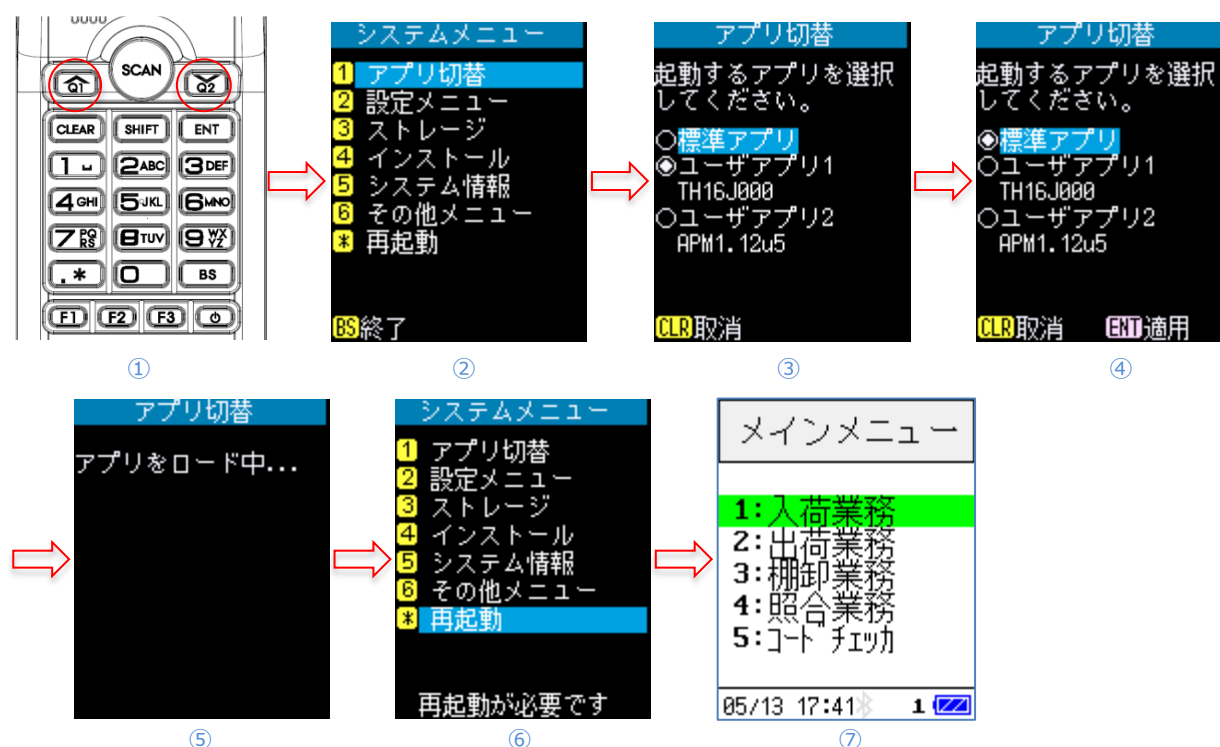 SCAN
Q1
Q2
CLEAR SHIFT ENT
1 ␣ 2ABC 3DEF
4GHI 5JKL 6MNO
7PQRS 8TUV 9WXYZ
.* 0 BS
F1 F2 F3
①
システムメニュー
1 アプリ切替
2 設定メニュー
3 ストレージ
4 インストール
5 システム情報
6 その他メニュー
* 再起動
BS終了
②
アプリ切替
起動するアプリを選択
してください。
○標準アプリ
◉ユーザアプリ1
TH16J000
○ユーザアプリ2
APM1.12u5
CLR取消
③
アプリ切替
起動するアプリを選択
してください。
◉標準アプリ
○ユーザアプリ1
TH16J000
○ユーザアプリ2
APM1.12u5
CLR取消 ENT適用
④
アプリ切替
アプリをロード中...
⑤
システムメニュー
1 アプリ切替
2 設定メニュー
3 ストレージ
4 インストール
5 システム情報
6 その他メニュー
* 再起動
再起動が必要です
⑥
メインメニュー
1:入荷業務
2:出荷業務
3:棚卸業務
4:照合業務
5:コードチェッカ
05/13 17:41 1
⑦